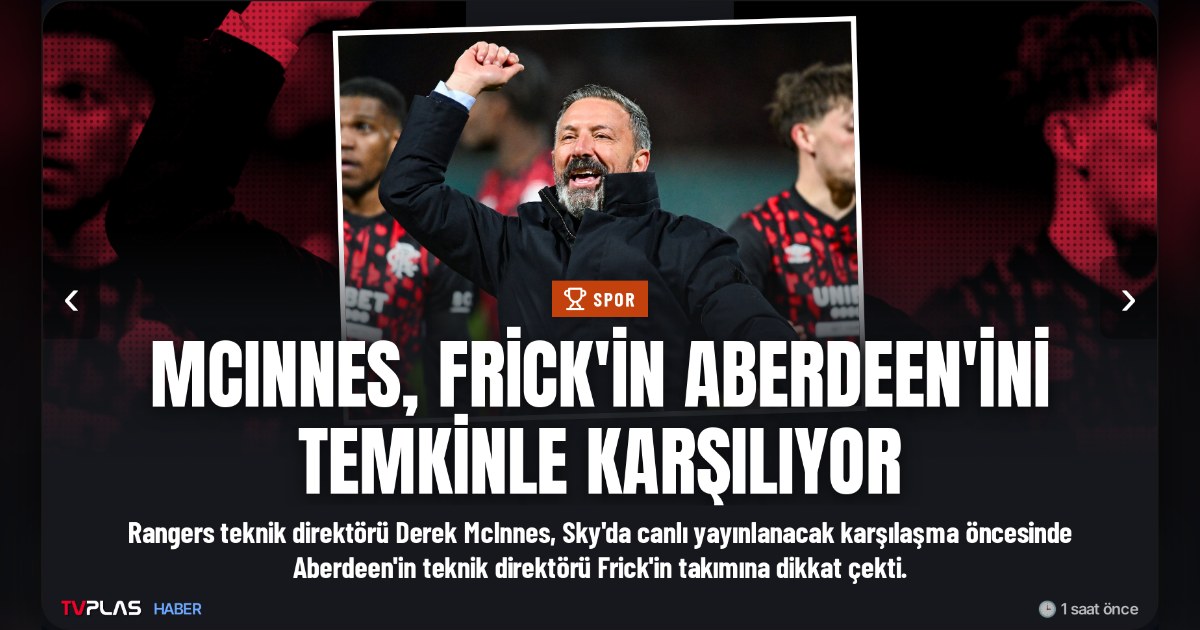 SPOR
MCINNES, FRİCK'İN ABERDEEN'İNİ
TEMKİNLE KARŞILIYOR
Rangers teknik direktörü Derek McInnes, Sky'da canlı yayınlanacak karşılaşma öncesinde
Aberdeen'in teknik direktörü Frick'in takımına dikkat çekti.
TVPLAS HABER
1 saat önce